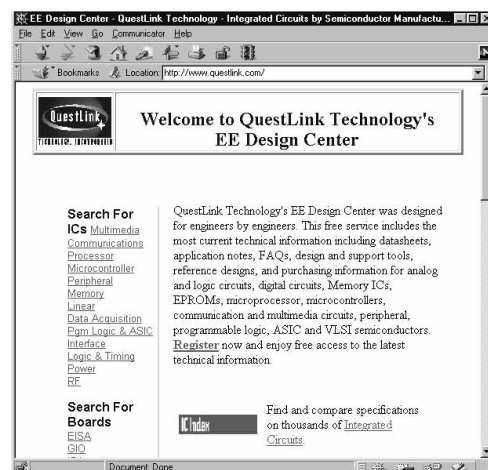 EE Design Center - QuestLink Technology - Integrated Circuits by Semiconductor Manufactu...
File Edit View Go Communicator Help
Bookmarks Location: http://www.questlink.com/
QuestLink
TECHNOLOGY, INCORPORATED
Welcome to QuestLink Technology's
EE Design Center
Search For
ICs Multimedia
Communications
Processor
Microcontroller
Peripheral
Memory
Linear
Data Acquisition
Pgm Logic & ASIC
Interface
Logic & Timing
Power
RF
Search For
Boards
EISA
GIO
QuestLink Technology's EE Design Center was designed
for engineers by engineers. This free service includes the
most current technical information including datasheets,
application notes, FAQs, design and support tools,
reference designs, and purchasing information for analog
and logic circuits, digital circuits, Memory ICs,
EPROMs, microprocessor, microcontrollers,
communication and multimedia circuits, peripheral,
programmable logic, ASIC and VLSI semiconductors.
Register now and enjoy free access to the latest
technical information.
IC Index
Find and compare specifications
on thousands of Integrated
Circuits.
Document: Done